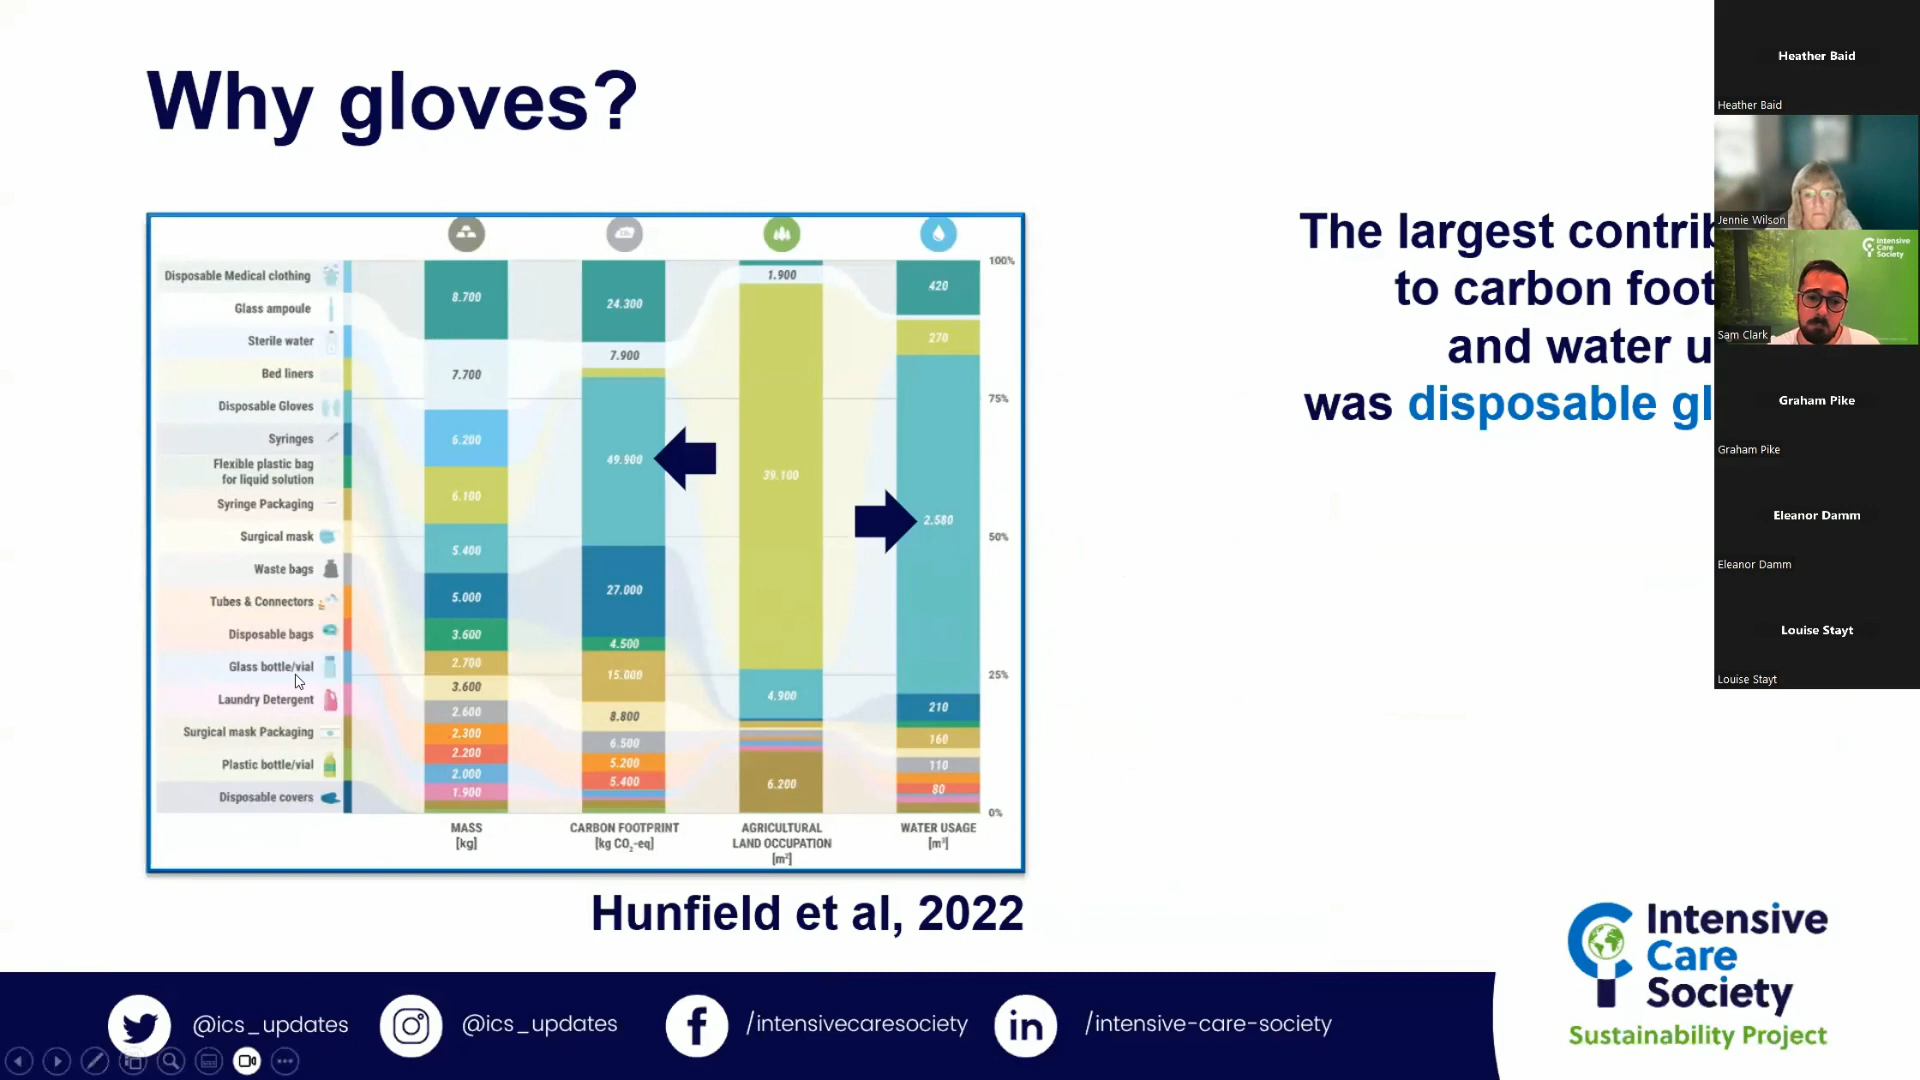 Why gloves?
Disposable Medical clothing
Glass ampoule
Sterile water
Bed liners
Disposable Gloves
Syringes
Flexible plastic bag
for liquid solution
Syringe Packaging
Surgical mask
Waste bags
Tubes & Connectors
Disposable bags
Glass bottle/vial
Laundry Detergent
Surgical mask Packaging
Plastic bottle/vial
Disposable covers
8.700
7.700
6.200
6.100
5.400
5.000
3.600
2.700
3.600
2.600
2.300
2.200
2.000
1.900
MASS
[kg]
24.300
7.900
49.900
27.000
4.500
15.000
8.800
6.500
5.200
5.400
CARBON FOOTPRINT
[kg CO₂-eq]
1.900
39.100
4.900
6.200
AGRICULTURAL
LAND OCCUPATION
[m²]
420
270
2.580
210
160
110
80
WATER USAGE
[m³]
100%
75%
50%
25%
0%
Hunfield et al, 2022
The largest contrib
to carbon foot
and water u
was disposable gl
Heather Baid
Heather Baid
Jennie Wilson
Intensive
Care
Society
Sam Clark
Graham Pike
Graham Pike
Eleanor Damm
Eleanor Damm
Louise Stayt
Louise Stayt
@ics_updates
@ics_updates
/intensivecaresociety
/intensive-care-society
Intensive
Care
Society
Sustainability Project